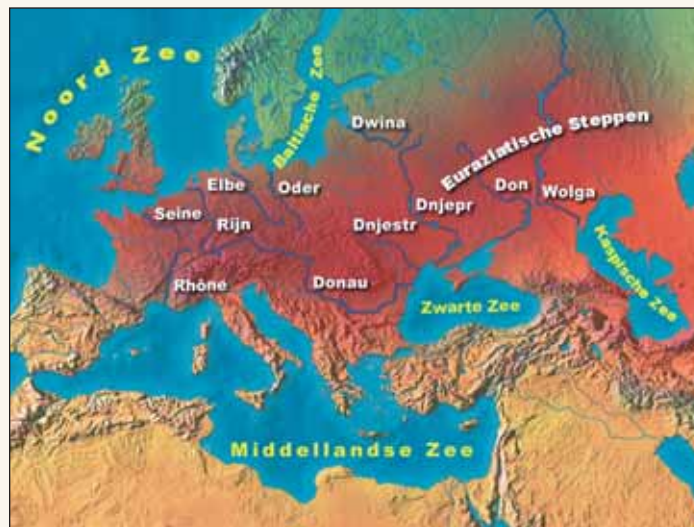 Noord Zee
Baltische Zee
Dwina
Euraziatische Steppen
Elbe
Oder
Don
Wolga
Seine
Rijn
Dnjepr
Dnjestr
Kaspische Zee
Rhône
Donau
Zwarte Zee
Middellandse Zee